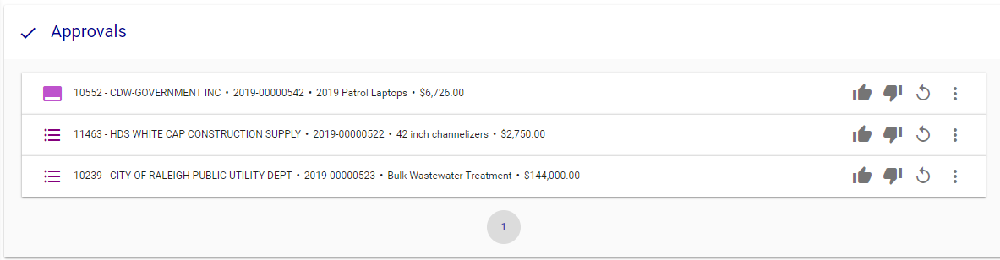 Approvals
10552 - CDW-GOVERNMENT INC • 2019-00000542 • 2019 Patrol Laptops • $6,726.00
11463 - HDS WHITE CAP CONSTRUCTION SUPPLY • 2019-00000522 • 42 inch channelizers • $2,750.00
10239 - CITY OF RALEIGH PUBLIC UTILITY DEPT • 2019-00000523 • Bulk Wastewater Treatment • $144,000.00
1